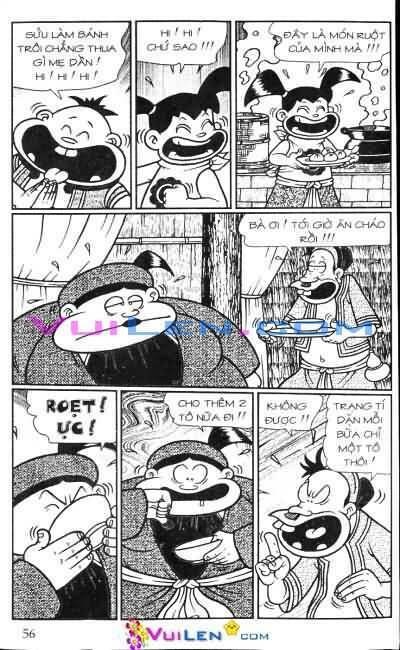 SỬU LÀM BÁNH
TRÔI CHẲNG THUA
GÌ MẸ DẦN !
HI ! HI ! HI !
HI ! HI !
CHỨ SAO !!!
ĐÂY LÀ MÓN RUỘT
CỦA MÌNH MÀ !!!
BÀ ƠI ! TỚI GIỜ ĂN CHÁO
RỒI !!!
VUILEN.COM
ROẸT !
ỰC !
CHO THÊM 2
TÔ NỮA ĐI !!
KHÔNG
ĐƯỢC !!
TRẠNG TÍ
DẶN MỖI
BỮA CHỈ
MỘT TÔ
THÔI !
56
VUILEN.COM